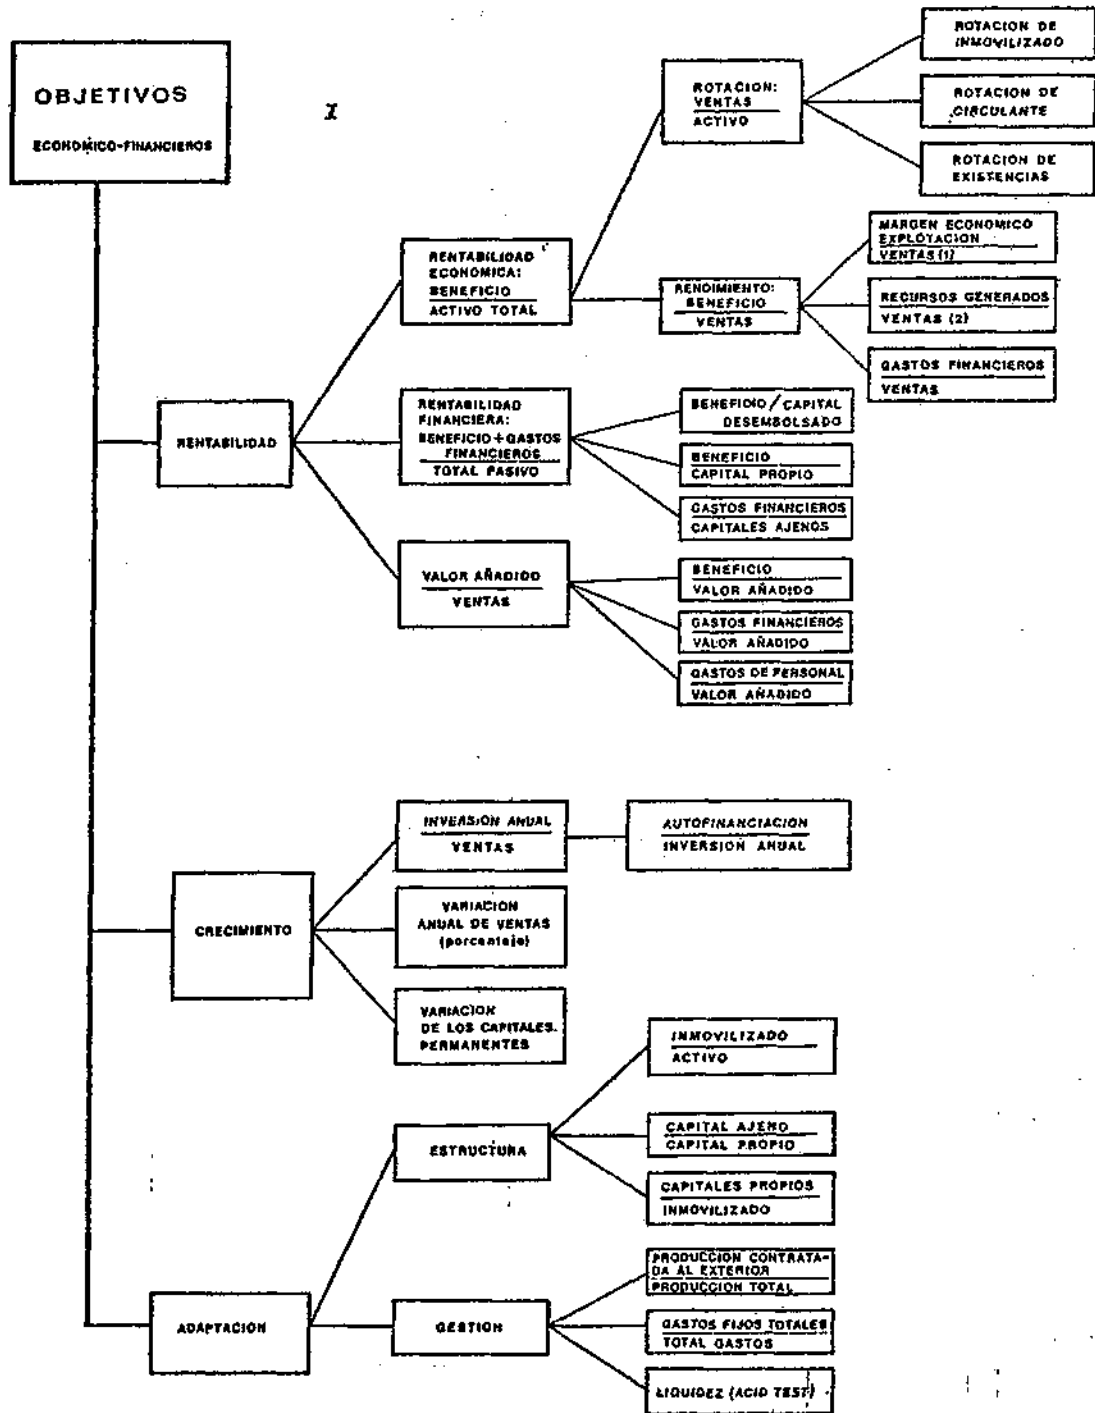 OBJETIVOS
ECONOMICO-FINANCIEROS
I
ROTACION:
VENTAS
ACTIVO
ROTACION DE
INMOVILIZADO
ROTACION DE
CIRCULANTE
ROTACION DE
EXISTENCIAS
RENTABILIDAD
ECONOMICA:
BENEFICIO
ACTIVO TOTAL
RENDIMIENTO:
BENEFICIO
VENTAS
MARGEN ECONOMICO
EXPLOTACION
VENTAS (1)
RECURSOS GENERADOS
VENTAS (2)
GASTOS FINANCIEROS
VENTAS
RENTABILIDAD
RENTABILIDAD
FINANCIERA:
BENEFICIO + GASTOS
FINANCIEROS
TOTAL PASIVO
BENEFICIO / CAPITAL
DESEMBOLSADO
BENEFICIO
CAPITAL PROPIO
GASTOS FINANCIEROS
CAPITALES AJENOS
VALOR AÑADIDO
VENTAS
BENEFICIO
VALOR AÑADIDO
GASTOS FINANCIEROS
VALOR AÑADIDO
GASTOS DE PERSONAL
VALOR AÑADIDO
CRECIMIENTO
INVERSION ANUAL
VENTAS
AUTOFINANCIACION
INVERSION ANUAL
VARIACION
ANUAL DE VENTAS
(porcentaje)
VARIACION
DE LOS CAPITALES.
PERMANENTES
ADAPTACION
ESTRUCTURA
INMOVILIZADO
ACTIVO
CAPITAL AJENO
CAPITAL PROPIO
CAPITALES PROPIOS
INMOVILIZADO
GESTION
PRODUCCION CONTRATA-
DA AL EXTERIOR
PRODUCCION TOTAL
GASTOS FIJOS TOTALES
TOTAL GASTOS
LIQUIDEZ (ACID TEST)